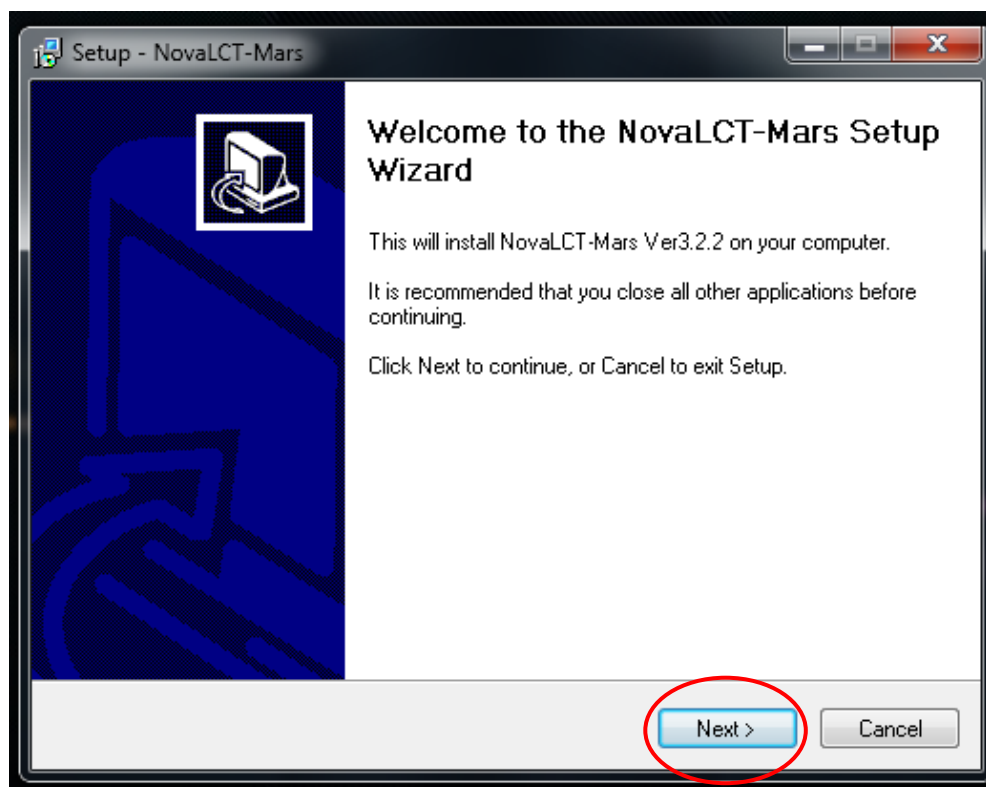 Setup - NovaLCT-Mars
Welcome to the NovaLCT-Mars Setup
Wizard
This will install NovaLCT-Mars Ver3.2.2 on your computer.
It is recommended that you close all other applications before
continuing.
Click Next to continue, or Cancel to exit Setup.
Next >
Cancel